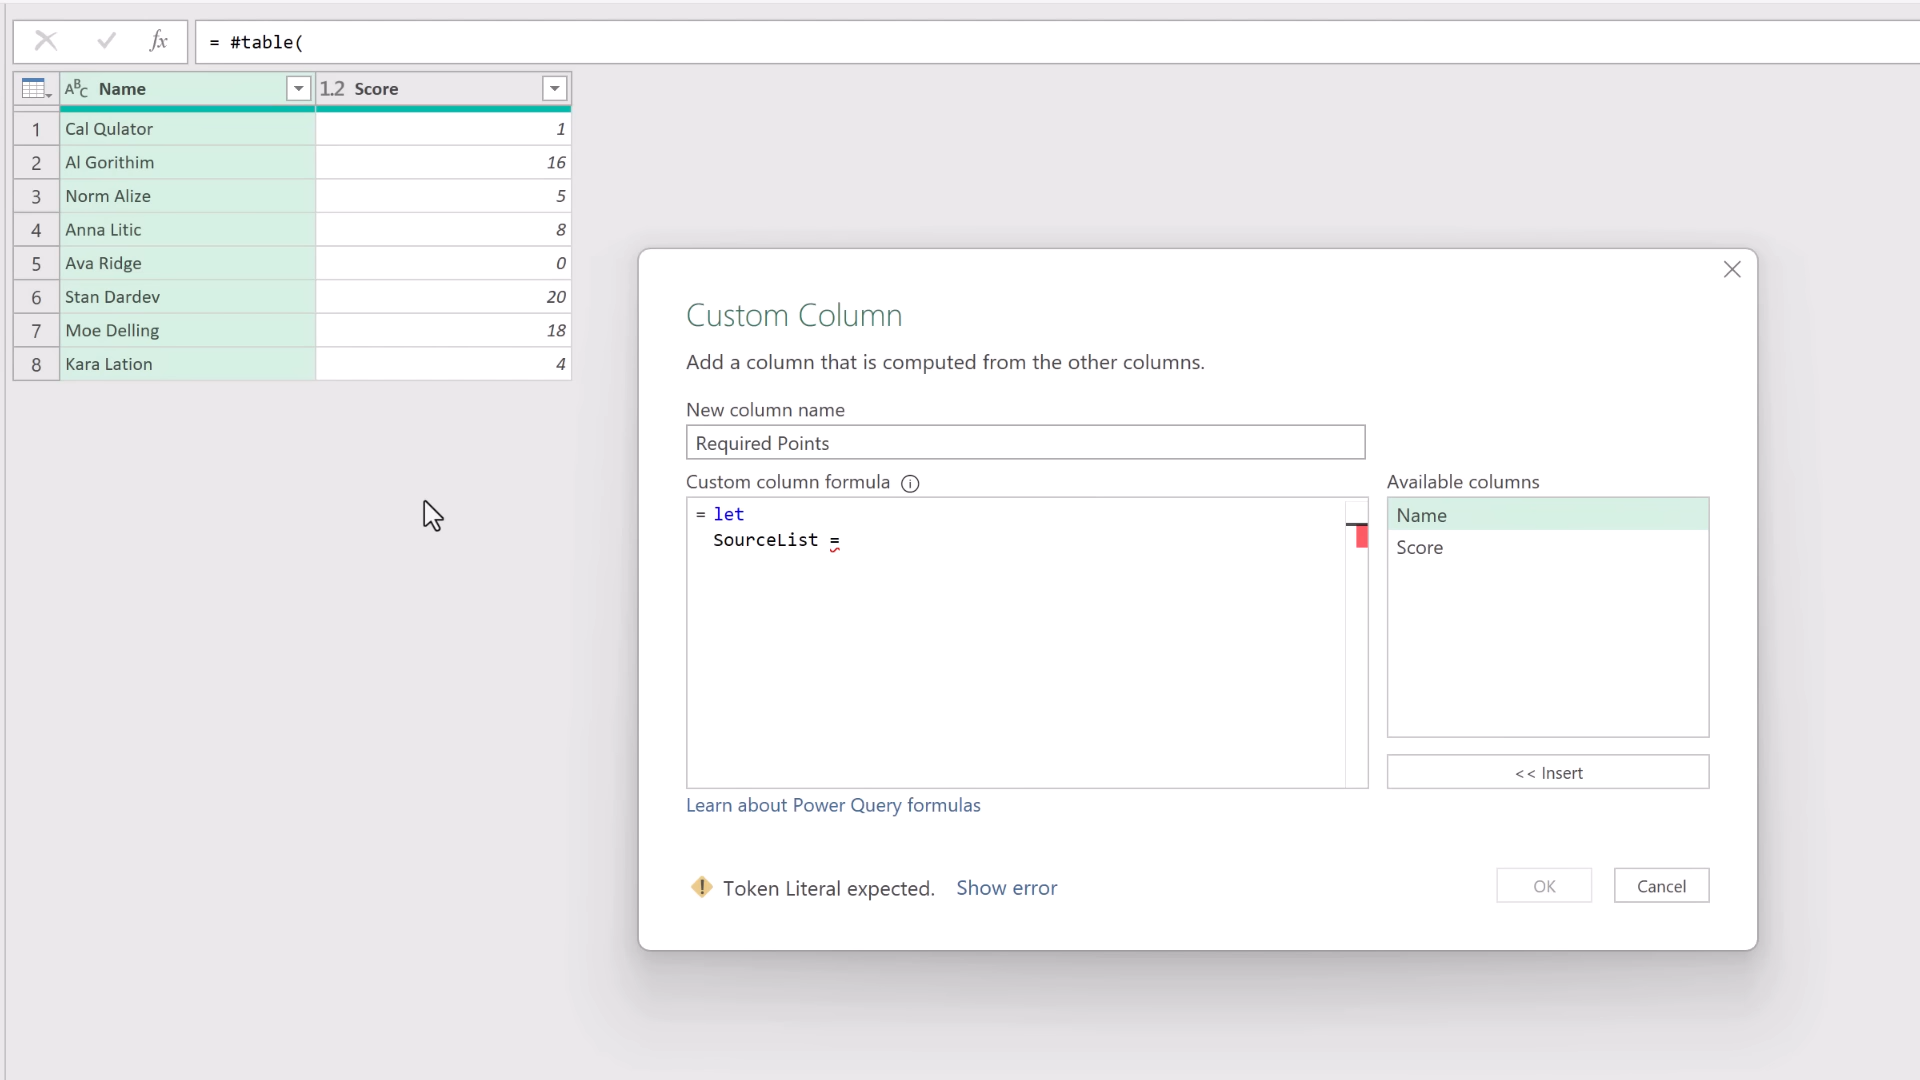 fx = #table(
ABC Name 1.2 Score
1 Cal Qulator 1
2 Al Gorithim 16
3 Norm Alize 5
4 Anna Litic 8
5 Ava Ridge 0
6 Stan Dardev 20
7 Moe Delling 18
8 Kara Lation 4
Custom Column
Add a column that is computed from the other columns.
New column name
Required Points
Custom column formula
= let
SourceList =
Available columns
Name
Score
<< Insert
Learn about Power Query formulas
Token Literal expected. Show error
OK Cancel